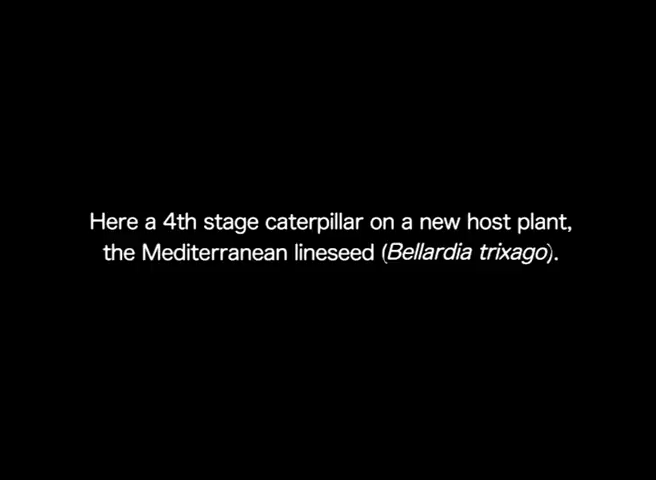 Here a 4th stage caterpillar on a new host plant,
the Mediterranean lineseed (Bellardia trixago).